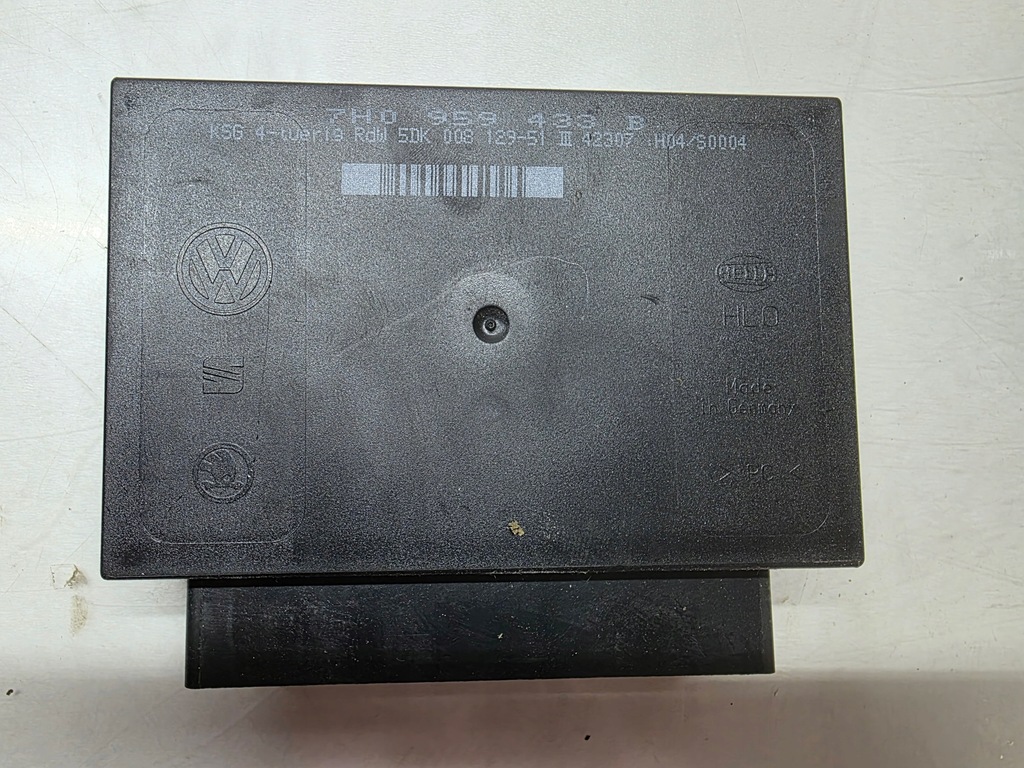 7H0 959 433 B
KSG 4-tuerig RdW 5DK 008 129-51 III 42307 H04/S0004
HELLA
HLO
Made
in Germany
> PC <